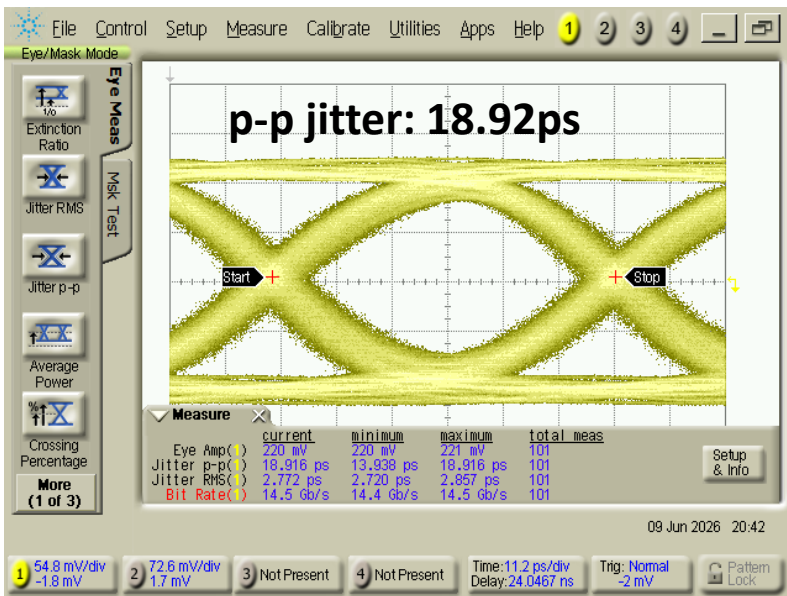 File Control Setup Measure Calibrate Utilities Apps Help 1 2 3 4
Eye/Mask Mode
Eye Meas
Msk Test
1/0
Extinction
Ratio
Jitter RMS
Jitter p-p
Average
Power
%
Crossing
Percentage
More
(1 of 3)
p-p jitter: 18.92ps
Start
Stop
Measure
current minimum maximum total meas
Eye Amp(1) 220 mV 220 mV 221 mV 101
Jitter p-p(1) 18.916 ps 13.938 ps 18.916 ps 101
Jitter RMS(1) 2.772 ps 2.720 ps 2.857 ps 101
Bit Rate(1) 14.5 Gb/s 14.4 Gb/s 14.5 Gb/s 101
Setup
& Info
09 Jun 2026 20:42
1 54.8 mV/div
-1.8 mV
2 72.6 mV/div
1.7 mV
3 Not Present
4 Not Present
Time:11.2 ps/div
Delay:24.0467 ns
Trig: Normal
-2 mV
Pattern
Lock